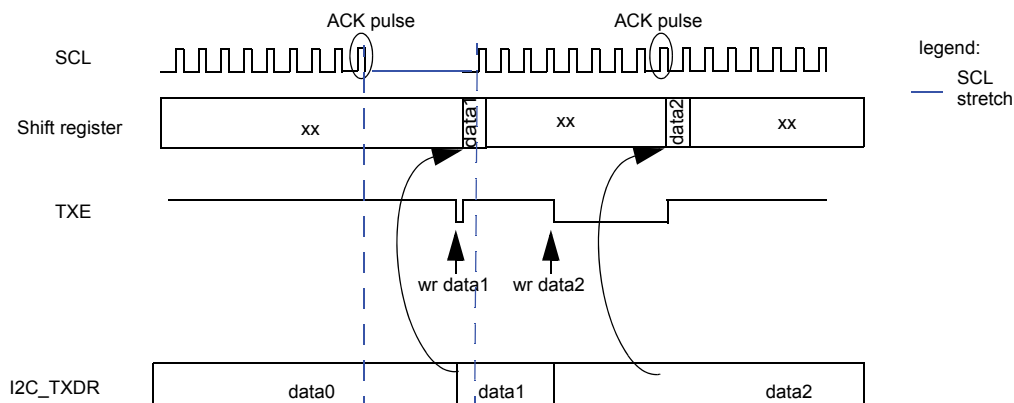 ACK pulse
ACK pulse
SCL
legend:
SCL
stretch
Shift register
xx
data1
xx
data2
xx
TXE
wr data1
wr data2
I2C_TXDR
data0
data1
data2